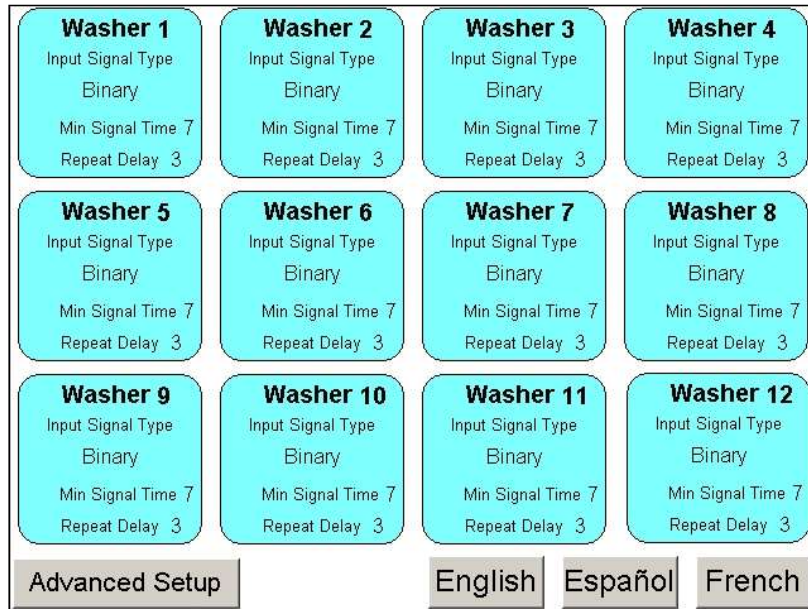 Washer 1
Input Signal Type
Binary
Min Signal Time 7
Repeat Delay 3
Washer 2
Input Signal Type
Binary
Min Signal Time 7
Repeat Delay 3
Washer 3
Input Signal Type
Binary
Min Signal Time 7
Repeat Delay 3
Washer 4
Input Signal Type
Binary
Min Signal Time 7
Repeat Delay 3
Washer 5
Input Signal Type
Binary
Min Signal Time 7
Repeat Delay 3
Washer 6
Input Signal Type
Binary
Min Signal Time 7
Repeat Delay 3
Washer 7
Input Signal Type
Binary
Min Signal Time 7
Repeat Delay 3
Washer 8
Input Signal Type
Binary
Min Signal Time 7
Repeat Delay 3
Washer 9
Input Signal Type
Binary
Min Signal Time 7
Repeat Delay 3
Washer 10
Input Signal Type
Binary
Min Signal Time 7
Repeat Delay 3
Washer 11
Input Signal Type
Binary
Min Signal Time 7
Repeat Delay 3
Washer 12
Input Signal Type
Binary
Min Signal Time 7
Repeat Delay 3
Advanced Setup
English
Español
French